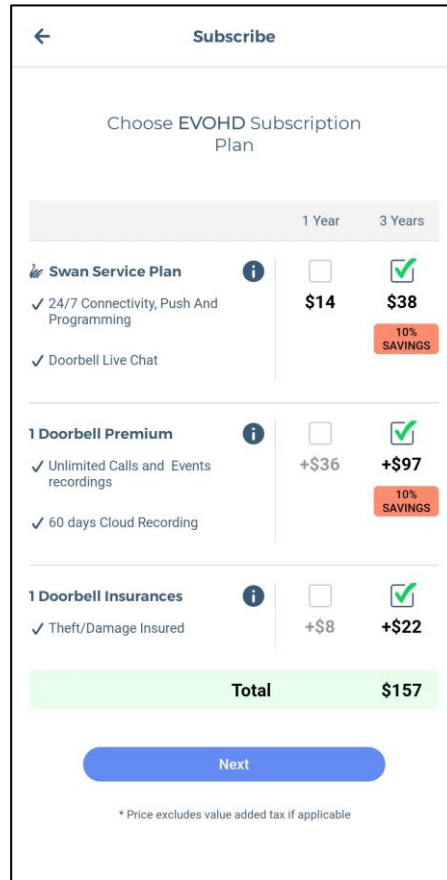 Subscribe
Choose EVOHD Subscription
Plan
1 Year 3 Years
Swan Service Plan
24/7 Connectivity, Push And
Programming
Doorbell Live Chat
$14 $38
10%
SAVINGS
1 Doorbell Premium
Unlimited Calls and Events
recordings
60 days Cloud Recording
+$36 +$97
10%
SAVINGS
1 Doorbell Insurances
Theft/Damage Insured
+$8 +$22
Total $157
Next
* Price excludes value added tax if applicable